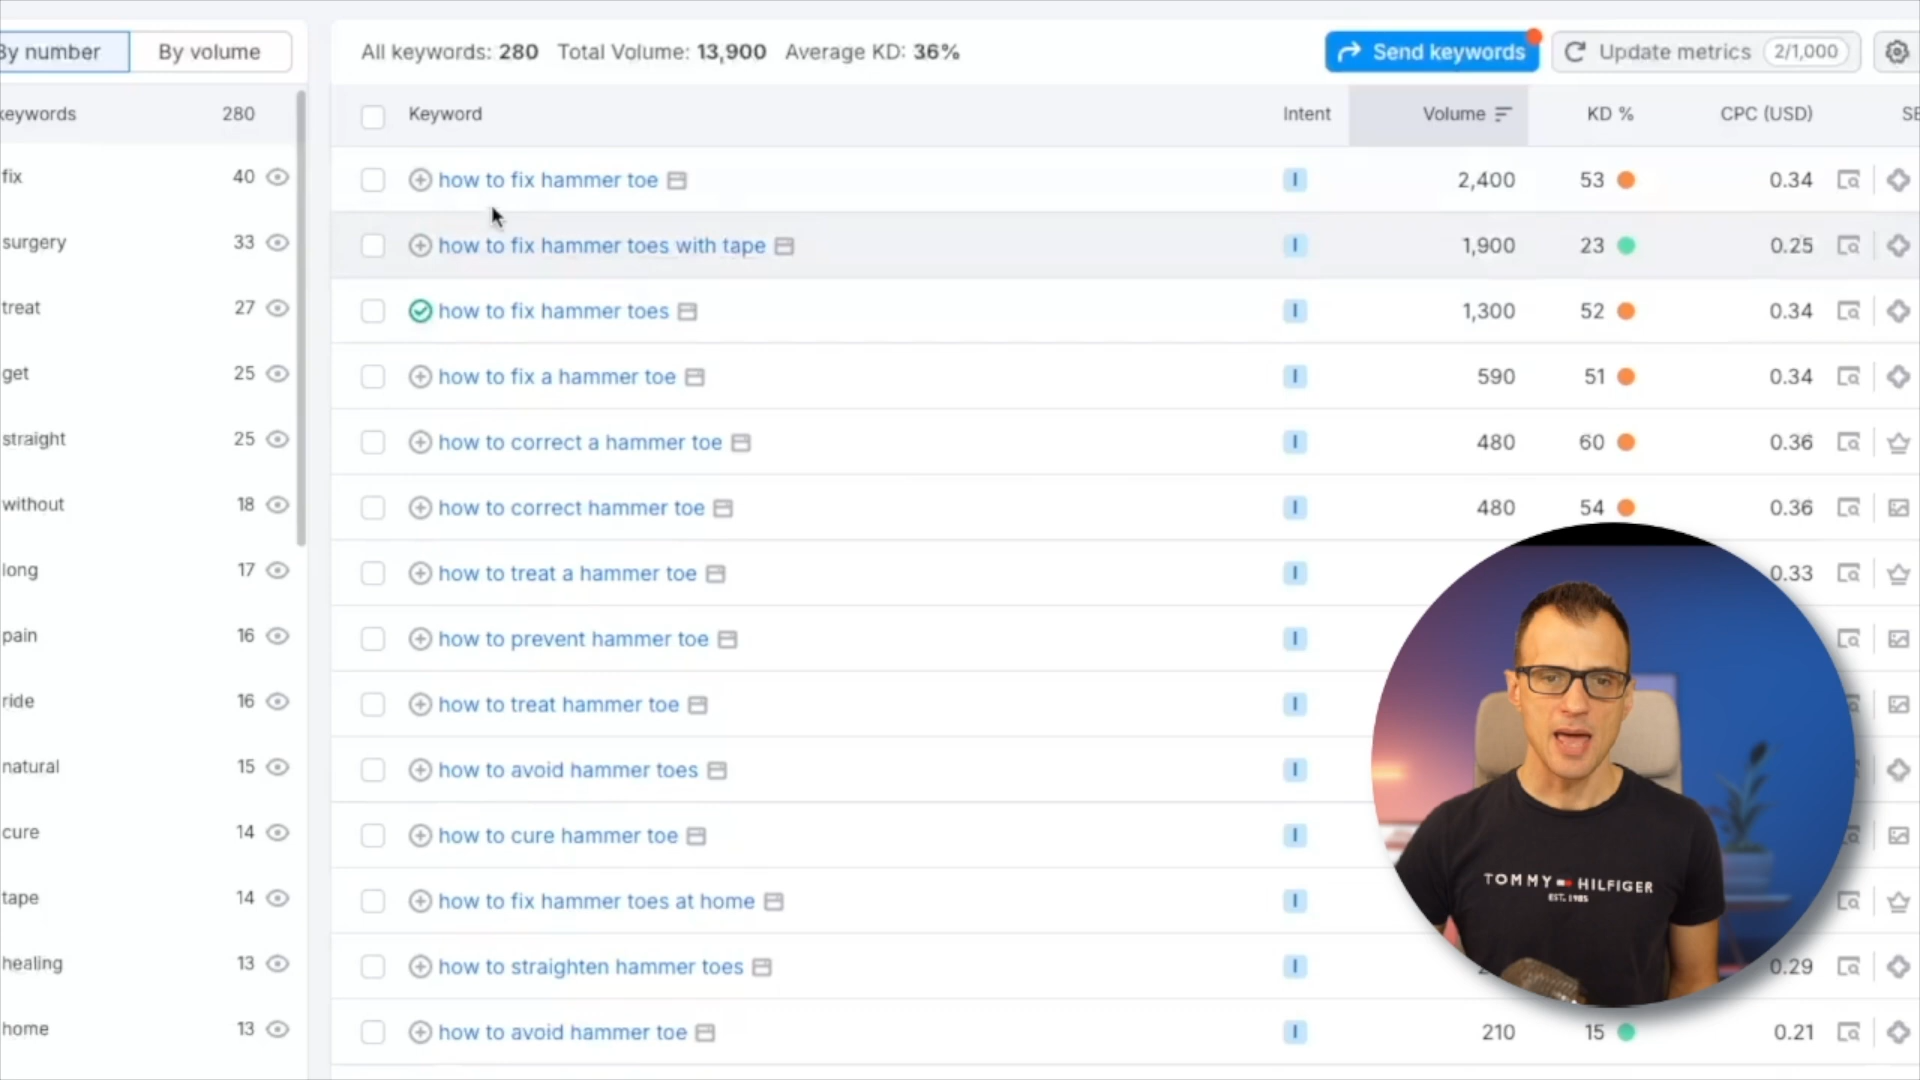 By number By volume
All keywords: 280 Total Volume: 13,900 Average KD: 36% Send keywords Update metrics 2/1,000
keywords 280
Keyword Intent Volume KD % CPC (USD)
fix 40
how to fix hammer toe I 2,400 53 0.34
surgery 33
how to fix hammer toes with tape I 1,900 23 0.25
treat 27
how to fix hammer toes I 1,300 52 0.34
get 25
how to fix a hammer toe I 590 51 0.34
straight 25
how to correct a hammer toe I 480 60 0.36
without 18
how to correct hammer toe I 480 54 0.36
long 17
how to treat a hammer toe I 0.33
pain 16
how to prevent hammer toe I
ride 16
how to treat hammer toe I
natural 15
how to avoid hammer toes I
cure 14
how to cure hammer toe I
tape 14
how to fix hammer toes at home I
healing 13
how to straighten hammer toes I 0.29
home 13
how to avoid hammer toe I 210 15 0.21
TOMMY HILFIGER
EST. 1985